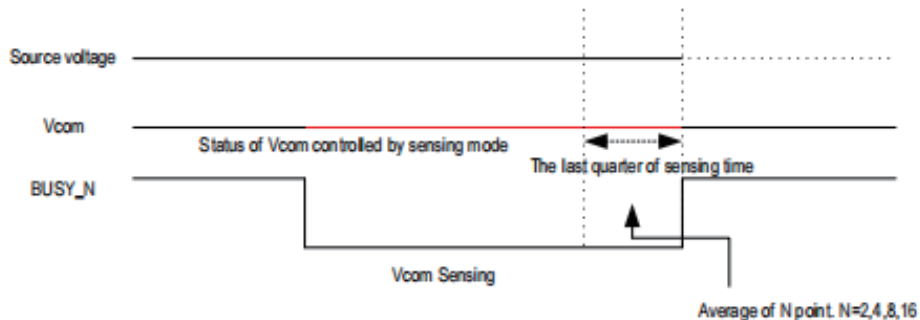 Source voltage
Vcom
Status of Vcom controlled by sensing mode
The last quarter of sensing time
BUSY_N
Vcom Sensing
Average of N point. N=2,4,8,16